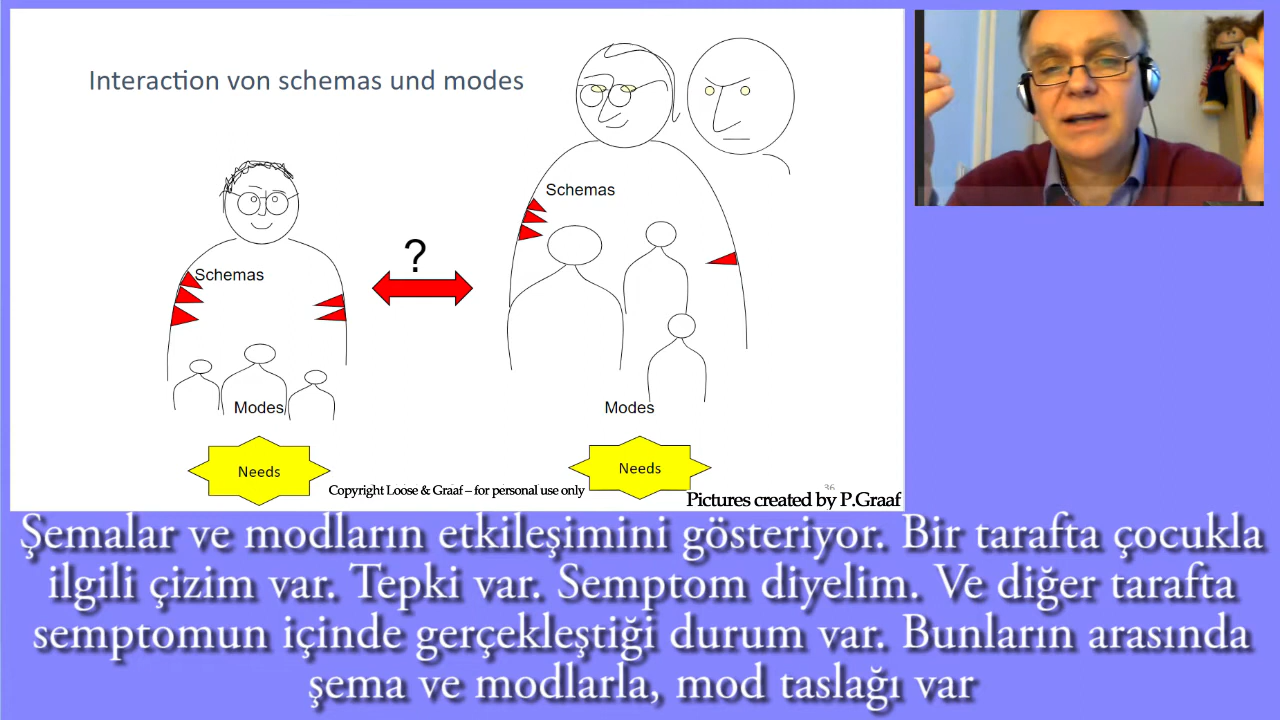 Interaction von schemas und modes
Schemas
?
Schemas
Modes
Modes
Needs
Needs
Copyright Loose & Graaf – for personal use only
36
Pictures created by P.Graaf
Şemalar ve modların etkileşimini gösteriyor. Bir tarafta çocukla
ilgili çizim var. Tepki var. Semptom diyelim. Ve diğer tarafta
semptomun içinde gerçekleştiği durum var. Bunların arasında
şema ve modlarla, mod taslağı var